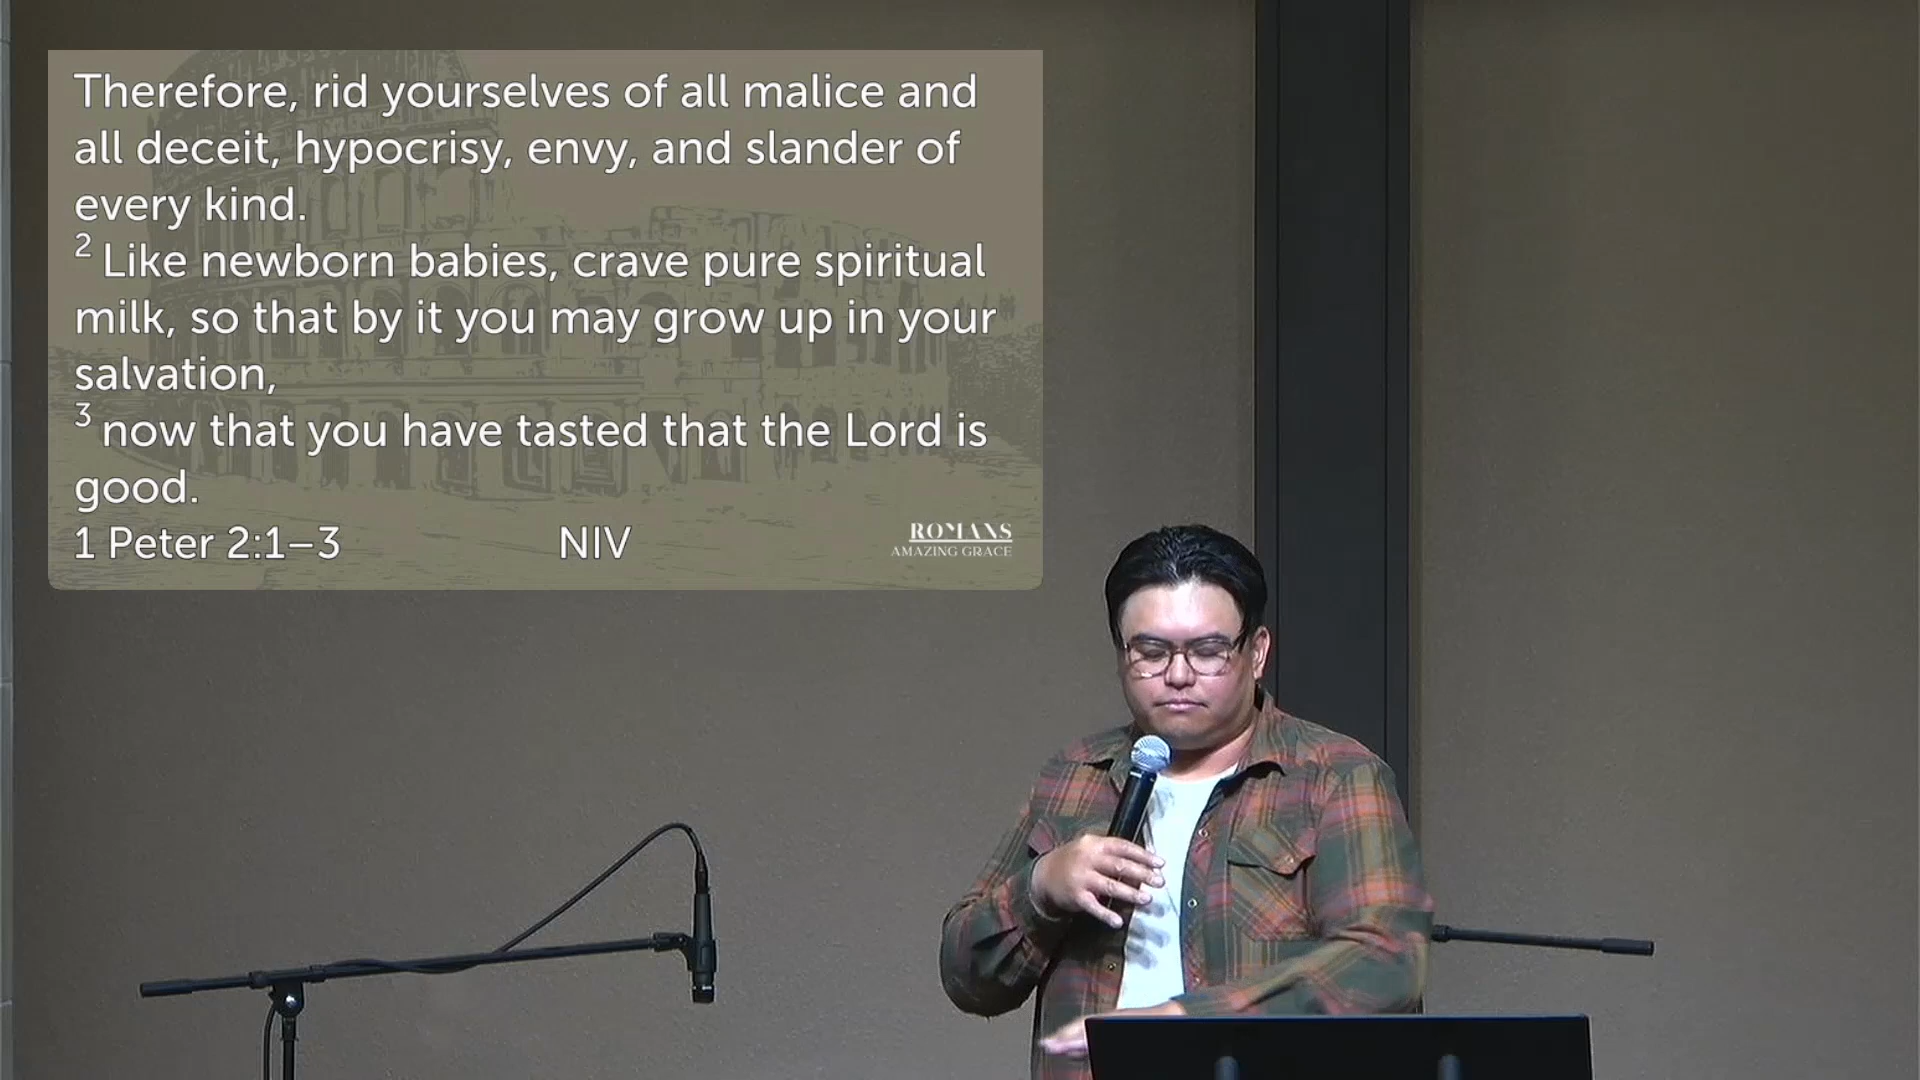 Therefore, rid yourselves of all malice and
all deceit, hypocrisy, envy, and slander of
every kind.
2 Like newborn babies, crave pure spiritual
milk, so that by it you may grow up in your
salvation,
3 now that you have tasted that the Lord is
good.
1 Peter 2:1–3 NIV
ROMANS
AMAZING GRACE